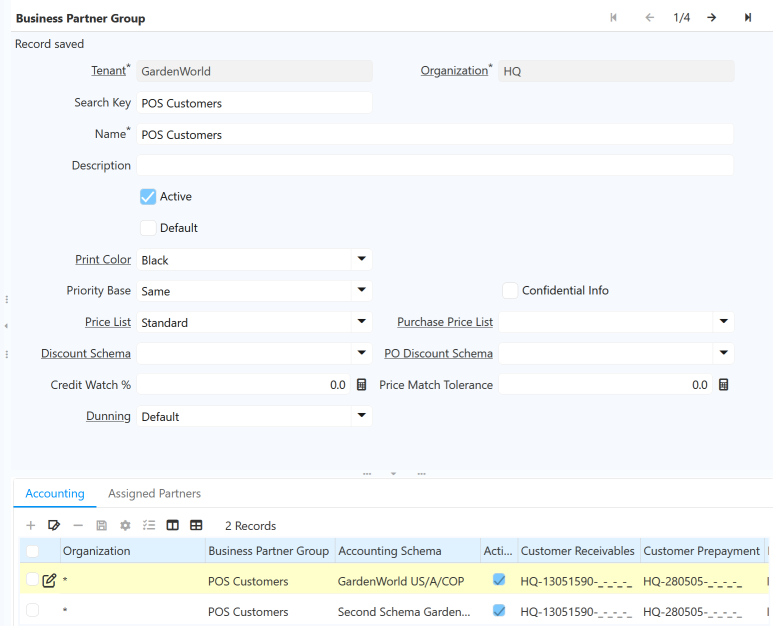 Business Partner Group 1/4
Record saved
Tenant* GardenWorld Organization* HQ
Search Key POS Customers
Name* POS Customers
Description
Active
Default
Print Color Black
Priority Base Same Confidential Info
Price List Standard Purchase Price List
Discount Schema PO Discount Schema
Credit Watch % 0.0 Price Match Tolerance 0.0
Dunning Default
Accounting Assigned Partners
2 Records
Organization Business Partner Group Accounting Schema Acti... Customer Receivables Customer Prepayment
* POS Customers GardenWorld US/A/COP HQ-13051590-_-_-_-_ HQ-280505-_-_-_-_
* POS Customers Second Schema Garden... HQ-13051590-_-_-_-_ HQ-280505-_-_-_-_